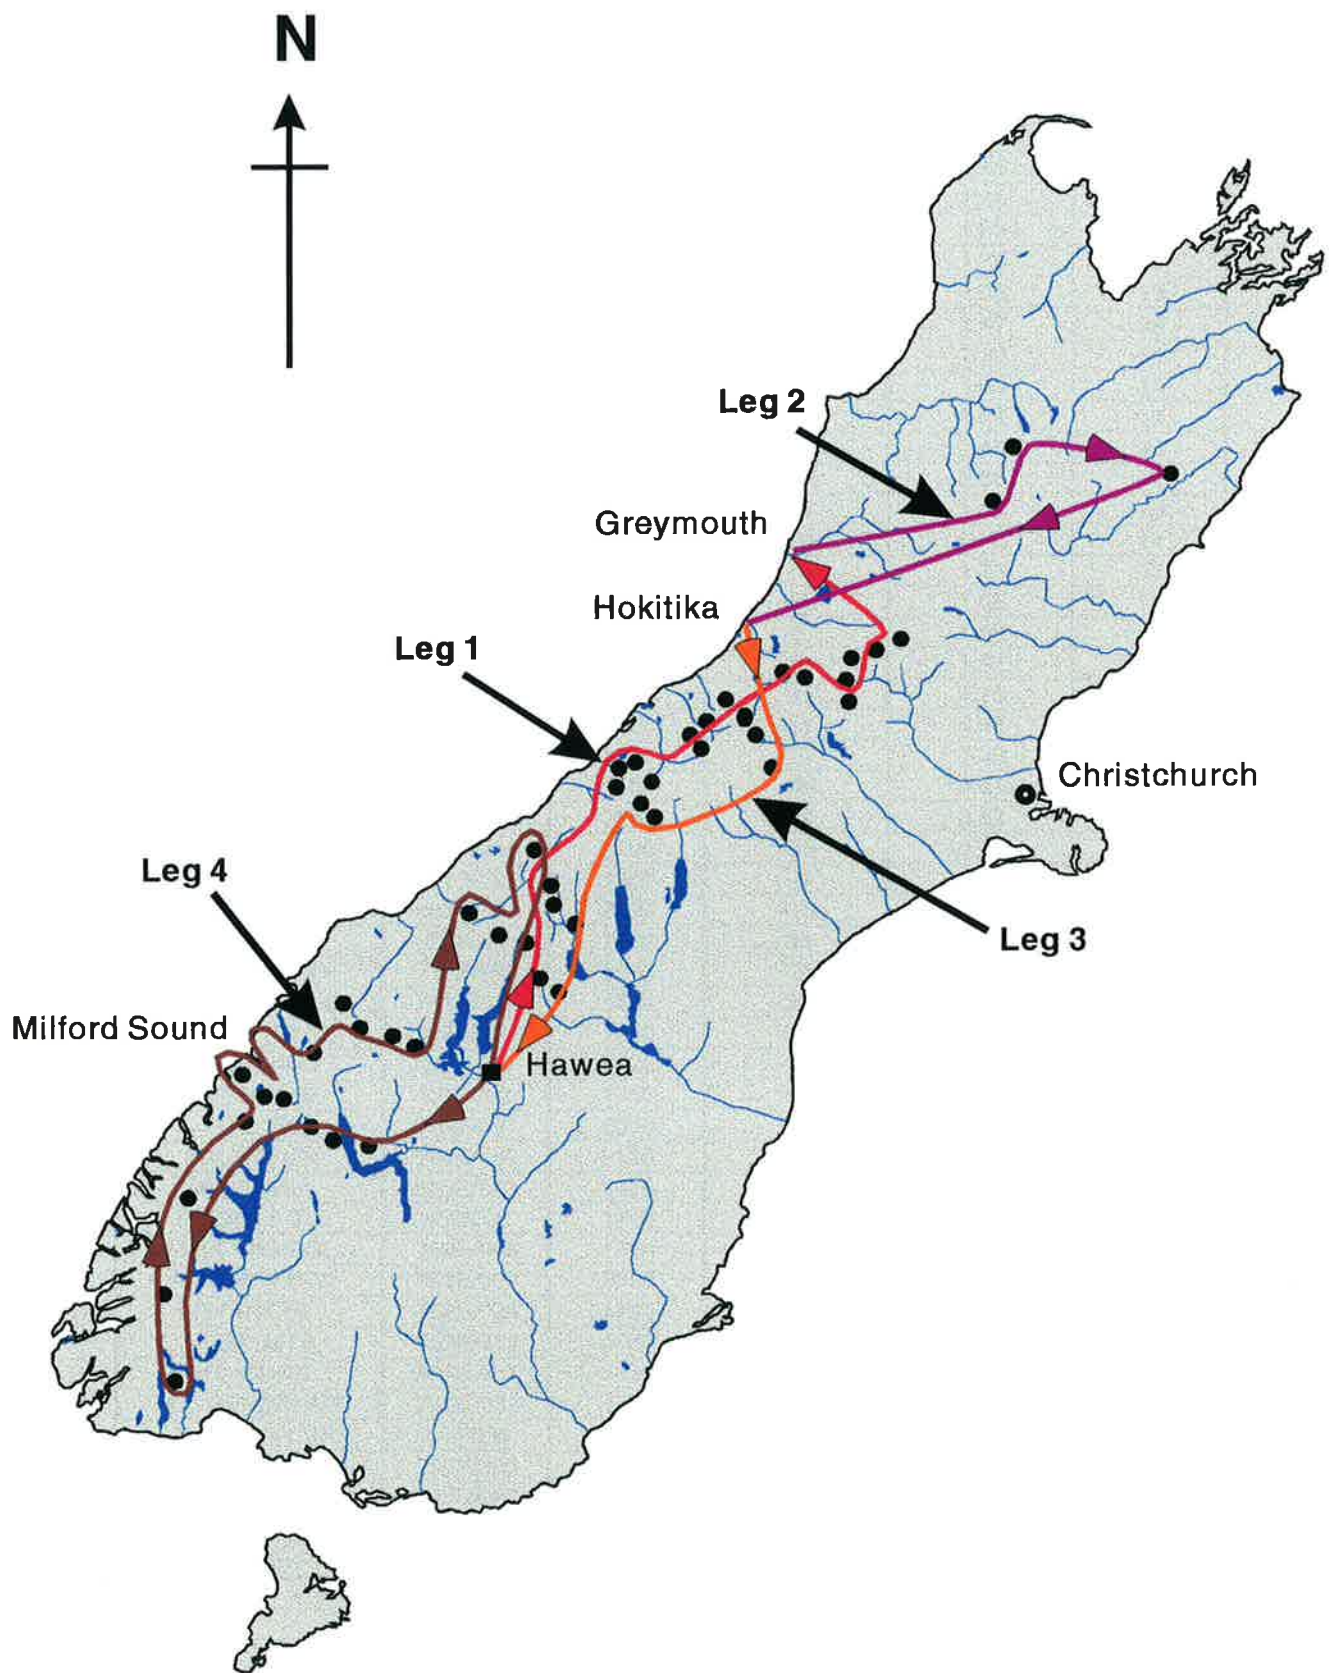 N
Leg 2
Greymouth
Hokitika
Leg 1
Christchurch
Leg 4
Leg 3
Milford Sound
Hawea